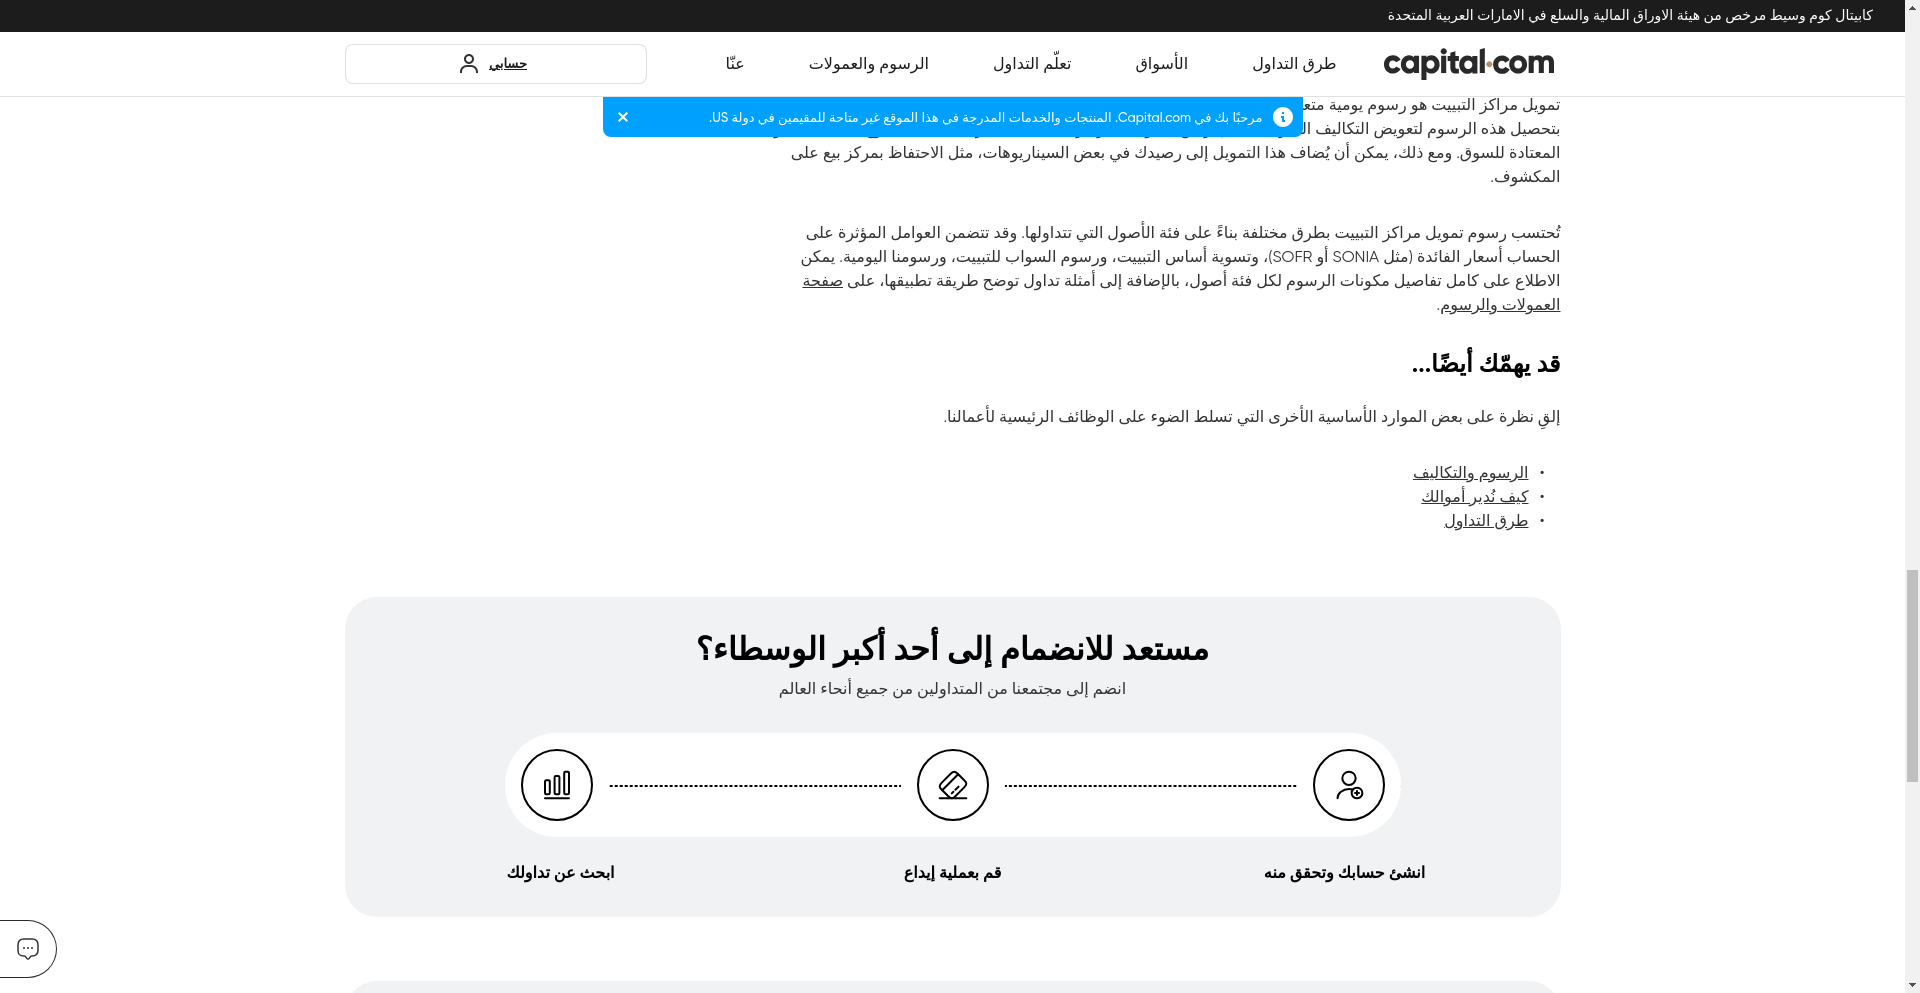 كابيتال كوم وسيط مرخص من هيئة الاوراق المالية والسلع في الامارات العربية المتحدة
capital.com
طرق التداول
الأسواق
تعلّم التداول
الرسوم والعمولات
عنّا
حسابي
مرحبًا بك في Capital.com. المنتجات والخدمات المدرجة في هذا الموقع غير متاحة للمقيمين في دولة US.
تمويل مراكز التبييت هو رسوم يومية
بتحصيل هذه الرسوم لتعويض التكاليف
المعتادة للسوق. ومع ذلك، يمكن أن يُضاف هذا التمويل إلى رصيدك في بعض السيناريوهات، مثل الاحتفاظ بمركز بيع على
المكشوف.
تُحتسب رسوم تمويل مراكز التبييت بطرق مختلفة بناءً على فئة الأصول التي تتداولها. وقد تتضمن العوامل المؤثرة على
الحساب أسعار الفائدة (مثل SONIA أو SOFR)، وتسوية أساس التبييت، ورسوم السواب للتبييت، ورسومنا اليومية. يمكن
الاطلاع على كامل تفاصيل مكونات الرسوم لكل فئة أصول، بالإضافة إلى أمثلة تداول توضح طريقة تطبيقها، على صفحة
العمولات والرسوم.
قد يهمّك أيضًا...
إلقِ نظرة على بعض الموارد الأساسية الأخرى التي تسلط الضوء على الوظائف الرئيسية لأعمالنا.
• الرسوم والتكاليف
• كيف نُدير أموالك
• طرق التداول
مستعد للانضمام إلى أحد أكبر الوسطاء؟
انضم إلى مجتمعنا من المتداولين من جميع أنحاء العالم
انشئ حسابك وتحقق منه
قم بعملية إيداع
ابحث عن تداولك